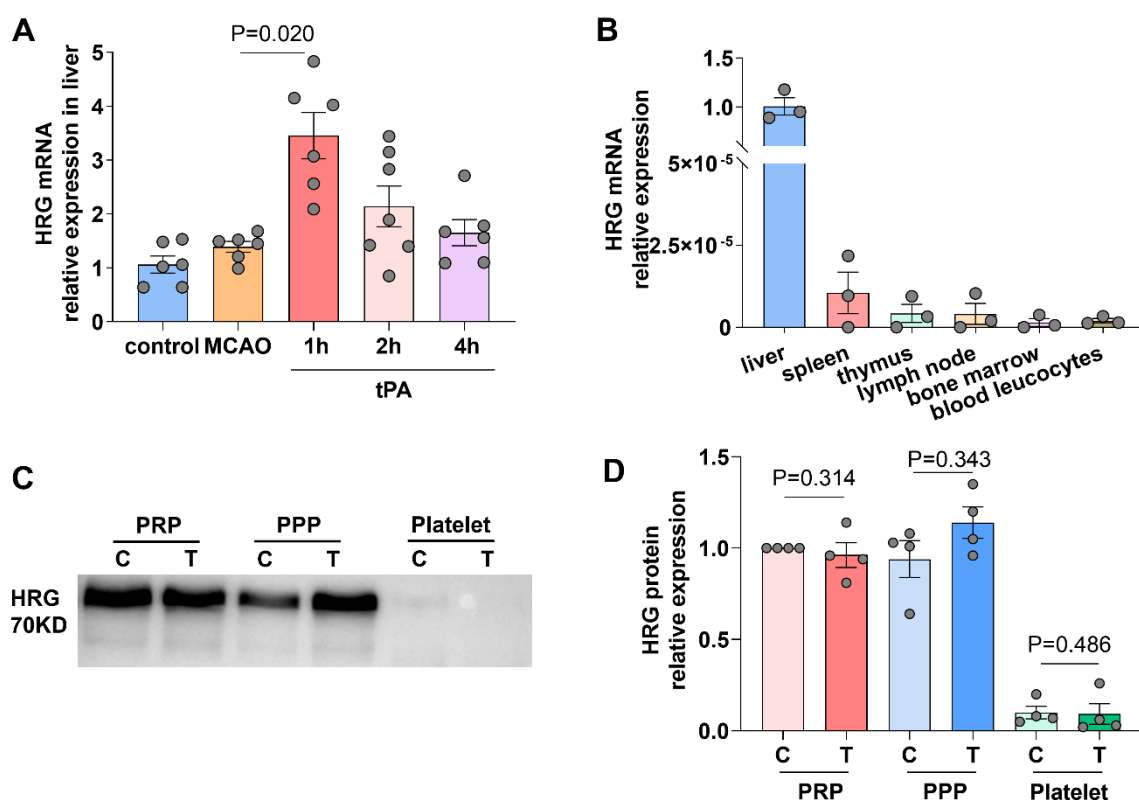 A
P=0.020
HRG mRNA
relative expression in liver
5
4
3
2
1
0
control MCAO 1h 2h 4h
tPA
B
HRG mRNA
relative expression
1.5
1.0
5×10⁻⁵
2.5×10⁻⁵
0
liver
spleen
thymus
lymph node
bone marrow
blood leucocytes
C
PRP PPP Platelet
C T C T C T
HRG
70KD
D
HRG protein
relative expression
1.5
1.0
0.5
0.0
P=0.314
P=0.343
P=0.486
C T C T C T
PRP PPP Platelet